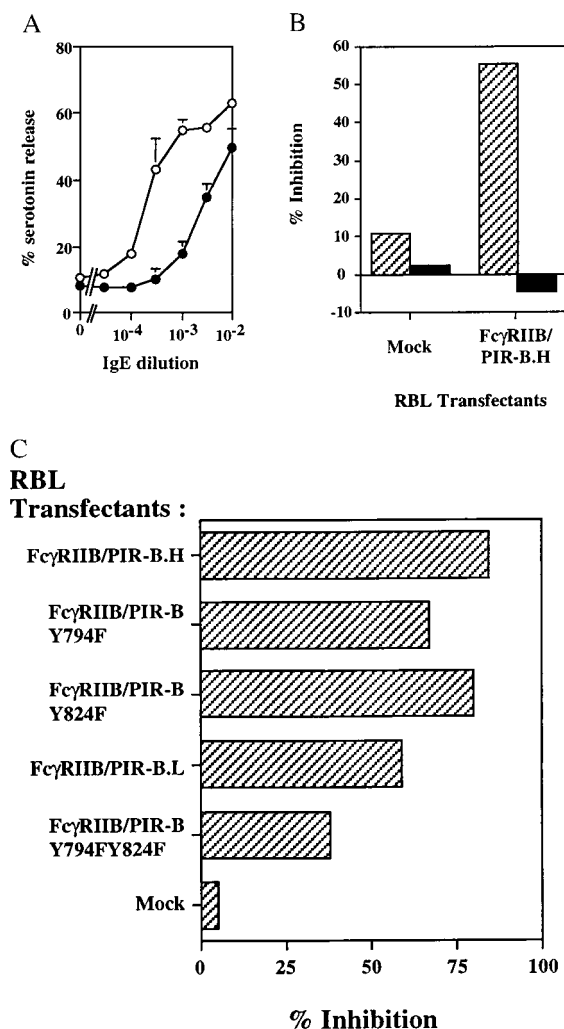 A
80
60
40
20
0
% serotonin release
0
10-4
10-3
10-2
IgE dilution
B
60
50
40
30
20
10
0
-10
% Inhibition
Mock
FcγRIIB/
PIR-B.H
RBL Transfectants
C
RBL
Transfectants :
FcγRIIB/PIR-B.H
FcγRIIB/PIR-B
Y794F
FcγRIIB/PIR-B
Y824F
FcγRIIB/PIR-B.L
FcγRIIB/PIR-B
Y794FY824F
Mock
0
25
50
75
100
% Inhibition